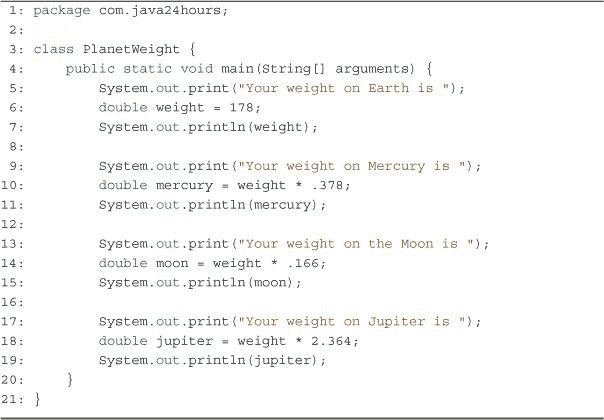 1: package com.java24hours;
2:
3: class PlanetWeight {
4:     public static void main(String[] arguments) {
5:         System.out.print("Your weight on Earth is ");
6:         double weight = 178;
7:         System.out.println(weight);
8:
9:         System.out.print("Your weight on Mercury is ");
10:         double mercury = weight * .378;
11:         System.out.println(mercury);
12:
13:         System.out.print("Your weight on the Moon is ");
14:         double moon = weight * .166;
15:         System.out.println(moon);
16:
17:         System.out.print("Your weight on Jupiter is ");
18:         double jupiter = weight * 2.364;
19:         System.out.println(jupiter);
20:     }
21: }